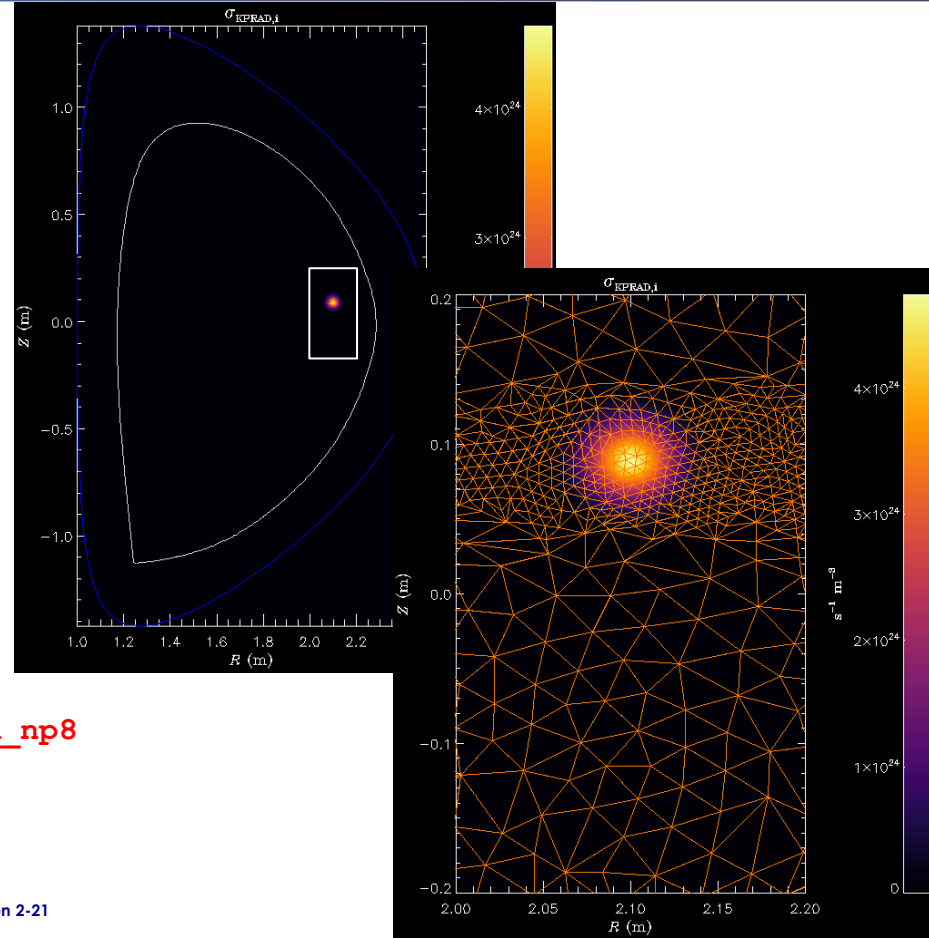 σ_KPRAD,i
4×10²⁴
3×10²⁴
1.0
0.5
0.0
−0.5
−1.0
Z (m)
1.0 1.2 1.4 1.6 1.8 2.0 2.2
R (m)
σ_KPRAD,i
0.2
0.1
0.0
−0.1
−0.2
Z (m)
2.00 2.05 2.10 2.15 2.20
R (m)
4×10²⁴
3×10²⁴
2×10²⁴
1×10²⁴
0
s⁻¹ m⁻³
_np8
2-21